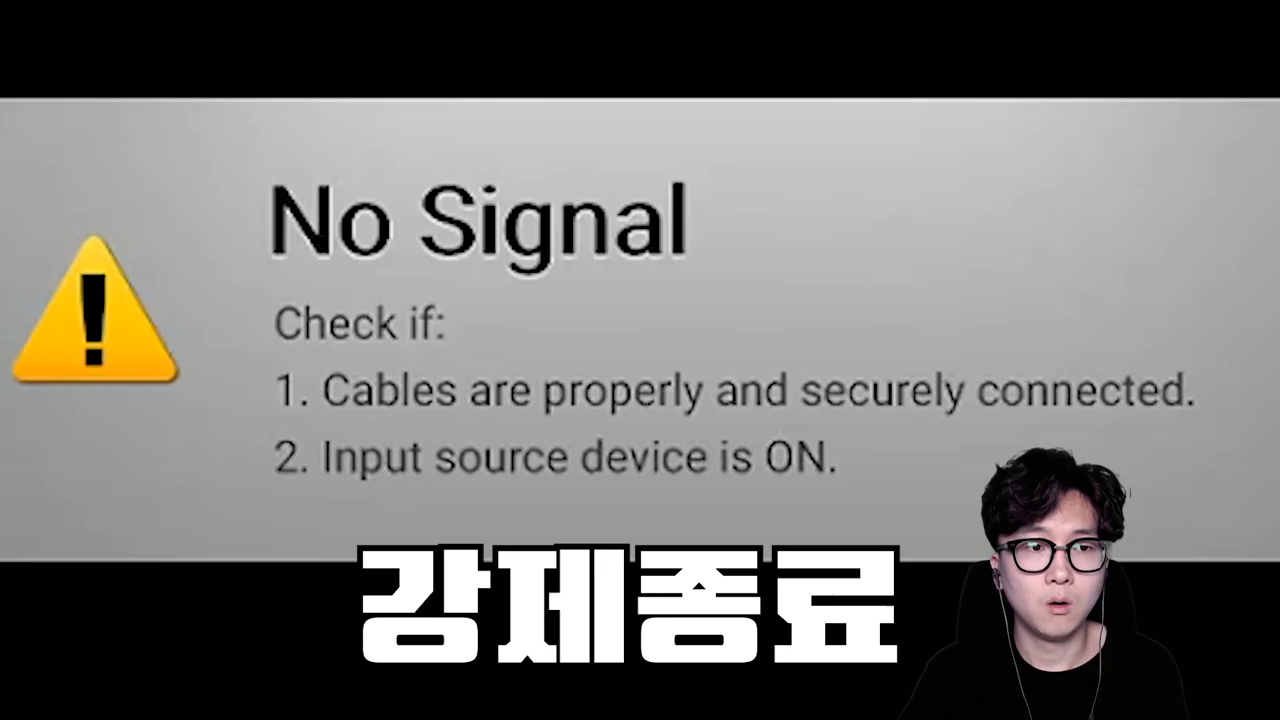 No Signal
Check if:
1. Cables are properly and securely connected.
2. Input source device is ON.
강제종료